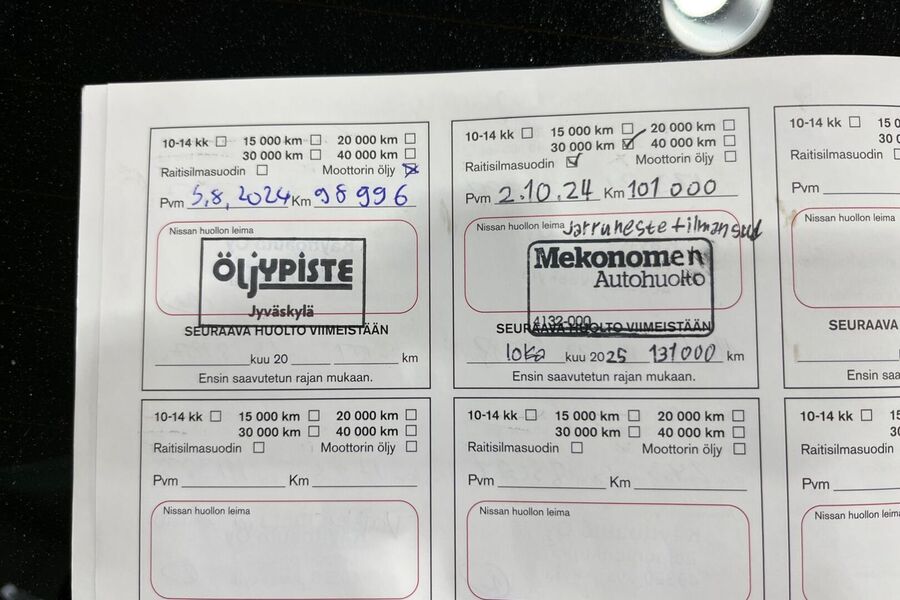 10-14 kk ☐ 15 000 km ☐ 20 000 km ☐
30 000 km ☐ 40 000 km ☐
Raitisilmasuodin ☐ Moottorin öljy ☒
Pvm 5.8.2024 Km 98996
Nissan huollon leima
ÖljYPISTE
Jyväskylä
SEURAAVA HUOLTO VIIMEISTÄÄN
kuu 20 km
Ensin saavutetun rajan mukaan.
10-14 kk ☐ 15 000 km ☐ 20 000 km ☐
30 000 km ☑ 40 000 km ☐
Raitisilmasuodin ☑ Moottorin öljy ☐
Pvm 2.10.24 Km 101 000
Nissan huollon leima Jarruneste + ilmansud
Mekonomen
Autohuolto
4132-000
SEURAAVA HUOLTO VIIMEISTÄÄN
loka kuu 2025 131000 km
Ensin saavutetun rajan mukaan.
10-14 kk ☐
Raitisilmasuodin
Pvm
Nissan huollon leima
SEURAAVA
Ensin saa
10-14 kk ☐ 15 000 km ☐ 20 000 km ☐
30 000 km ☐ 40 000 km ☐
Raitisilmasuodin ☐ Moottorin öljy ☐
Pvm Km
Nissan huollon leima
10-14 kk ☐ 15 000 km ☐ 20 000 km ☐
30 000 km ☐ 40 000 km ☐
Raitisilmasuodin ☐ Moottorin öljy ☐
Pvm Km
Nissan huollon leima
10-14 kk ☐
Raitisilmasuodin
Pvm
Nissan huollon leima